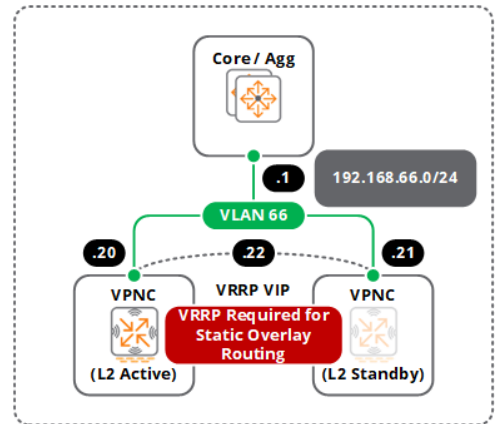 Core / Agg
.1
192.168.66.0/24
VLAN 66
.20
.22
.21
VPNC
VRRP VIP
VPNC
VRRP Required for
Static Overlay
Routing
(L2 Active)
(L2 Standby)